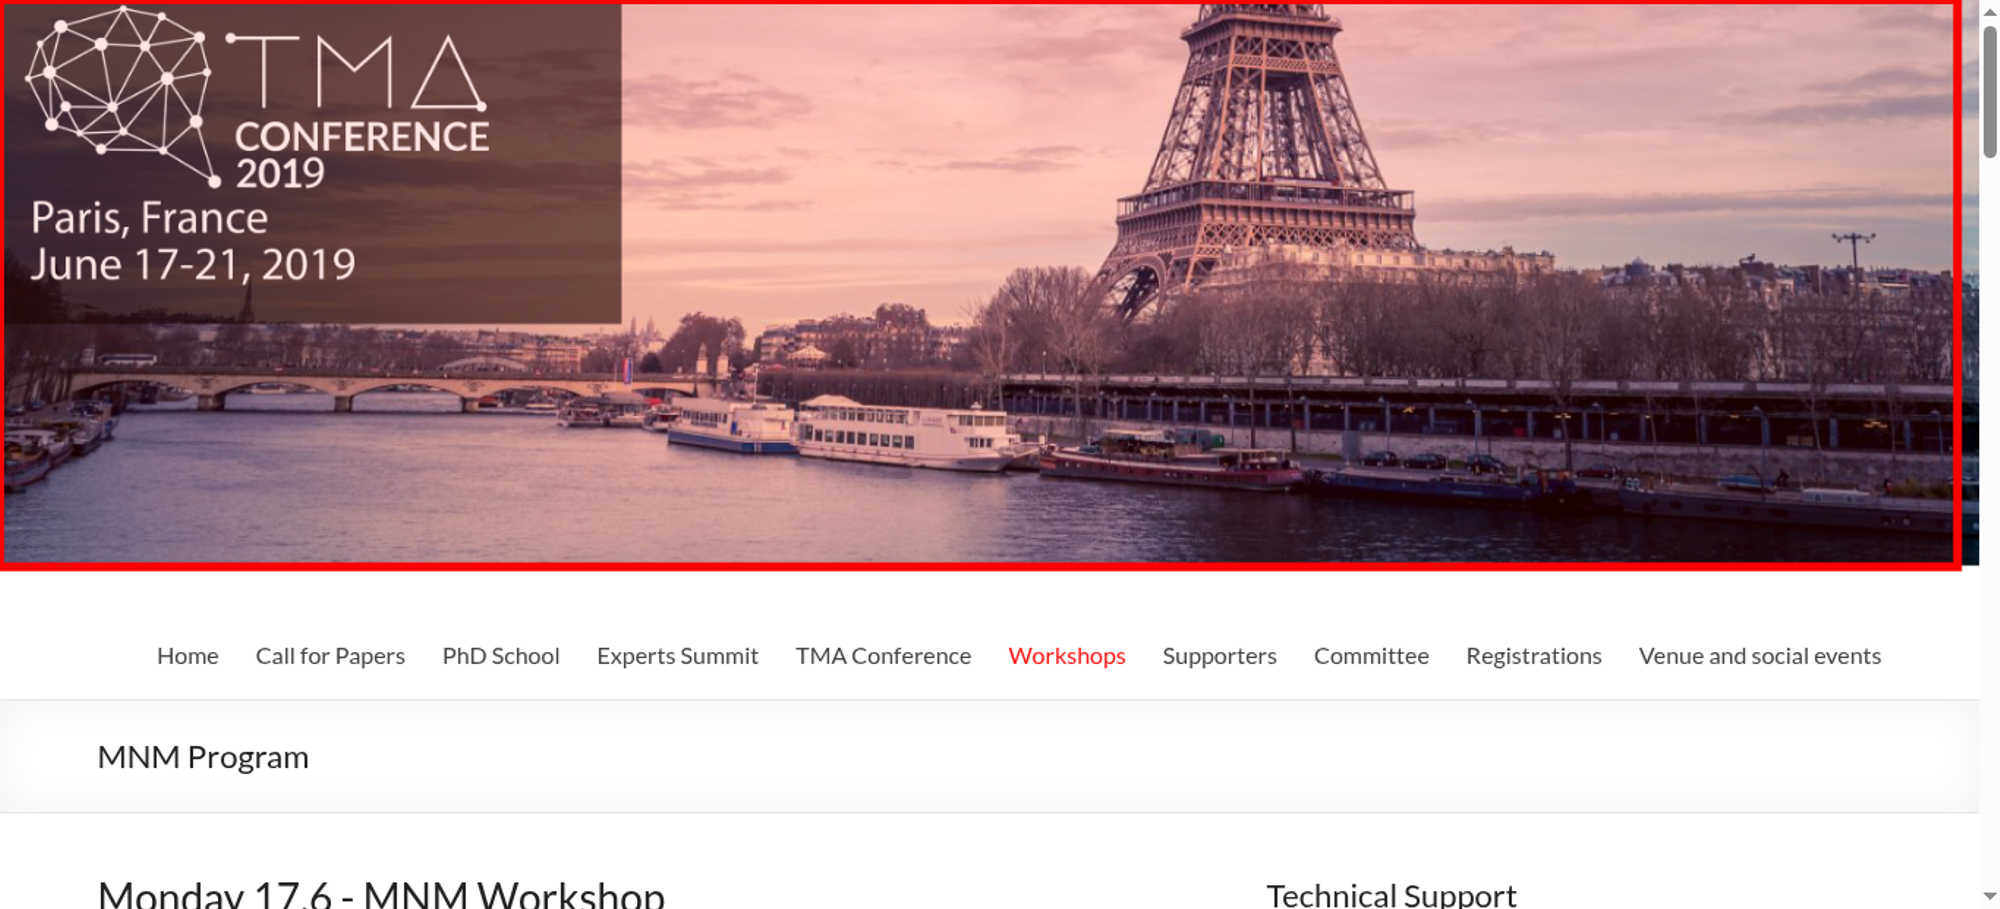 TMA
CONFERENCE
2019
Paris, France
June 17-21, 2019
Home Call for Papers PhD School Experts Summit TMA Conference Workshops Supporters Committee Registrations Venue and social events
MNM Program
Monday 17.6 - MNM Workshop
Technical Support